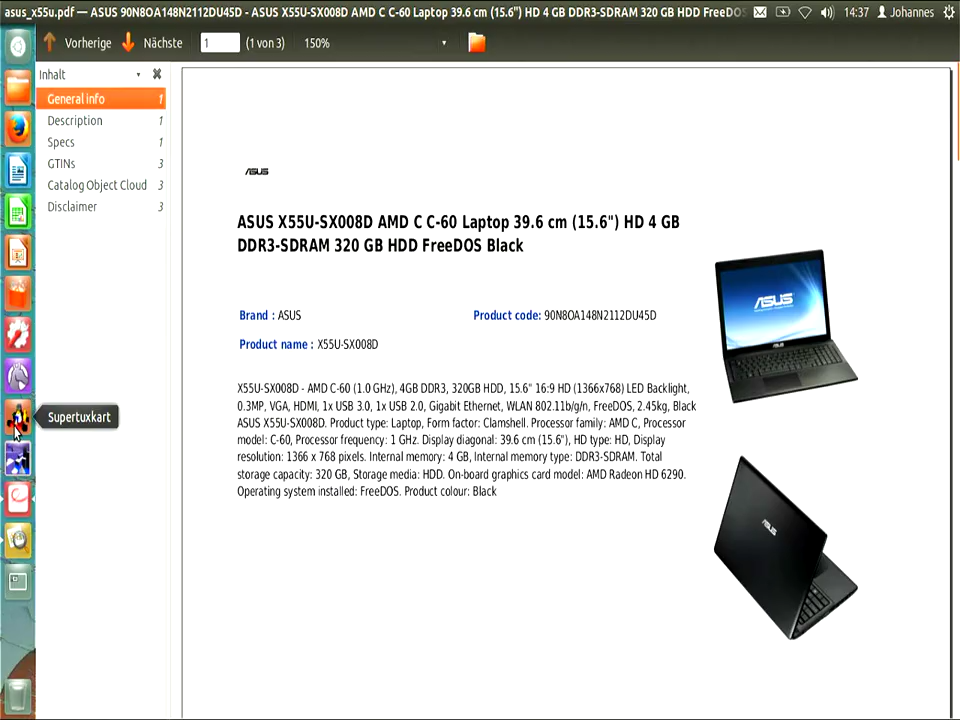 asus_x55u.pdf — ASUS 90N8OA148N2112DU45D - ASUS X55U-SX008D AMD C C-60 Laptop 39.6 cm (15.6") HD 4 GB DDR3-SDRAM 320 GB HDD FreeDOS
14:37
Johannes
Vorherige
Nächste
1
(1 von 3)
150%
Inhalt
General info 1
Description 1
Specs 1
GTINs 3
Catalog Object Cloud 3
Disclaimer 3
Supertuxkart
ASUS
ASUS X55U-SX008D AMD C C-60 Laptop 39.6 cm (15.6") HD 4 GB
DDR3-SDRAM 320 GB HDD FreeDOS Black
Brand : ASUS
Product code: 90N8OA148N2112DU45D
Product name : X55U-SX008D
X55U-SX008D - AMD C-60 (1.0 GHz), 4GB DDR3, 320GB HDD, 15.6" 16:9 HD (1366x768) LED Backlight,
0.3MP, VGA, HDMI, 1x USB 3.0, 1x USB 2.0, Gigabit Ethernet, WLAN 802.11b/g/n, FreeDOS, 2.45kg, Black
ASUS X55U-SX008D. Product type: Laptop, Form factor: Clamshell. Processor family: AMD C, Processor
model: C-60, Processor frequency: 1 GHz. Display diagonal: 39.6 cm (15.6"), HD type: HD, Display
resolution: 1366 x 768 pixels. Internal memory: 4 GB, Internal memory type: DDR3-SDRAM. Total
storage capacity: 320 GB, Storage media: HDD. On-board graphics card model: AMD Radeon HD 6290.
Operating system installed: FreeDOS. Product colour: Black
ASUS
ASUS